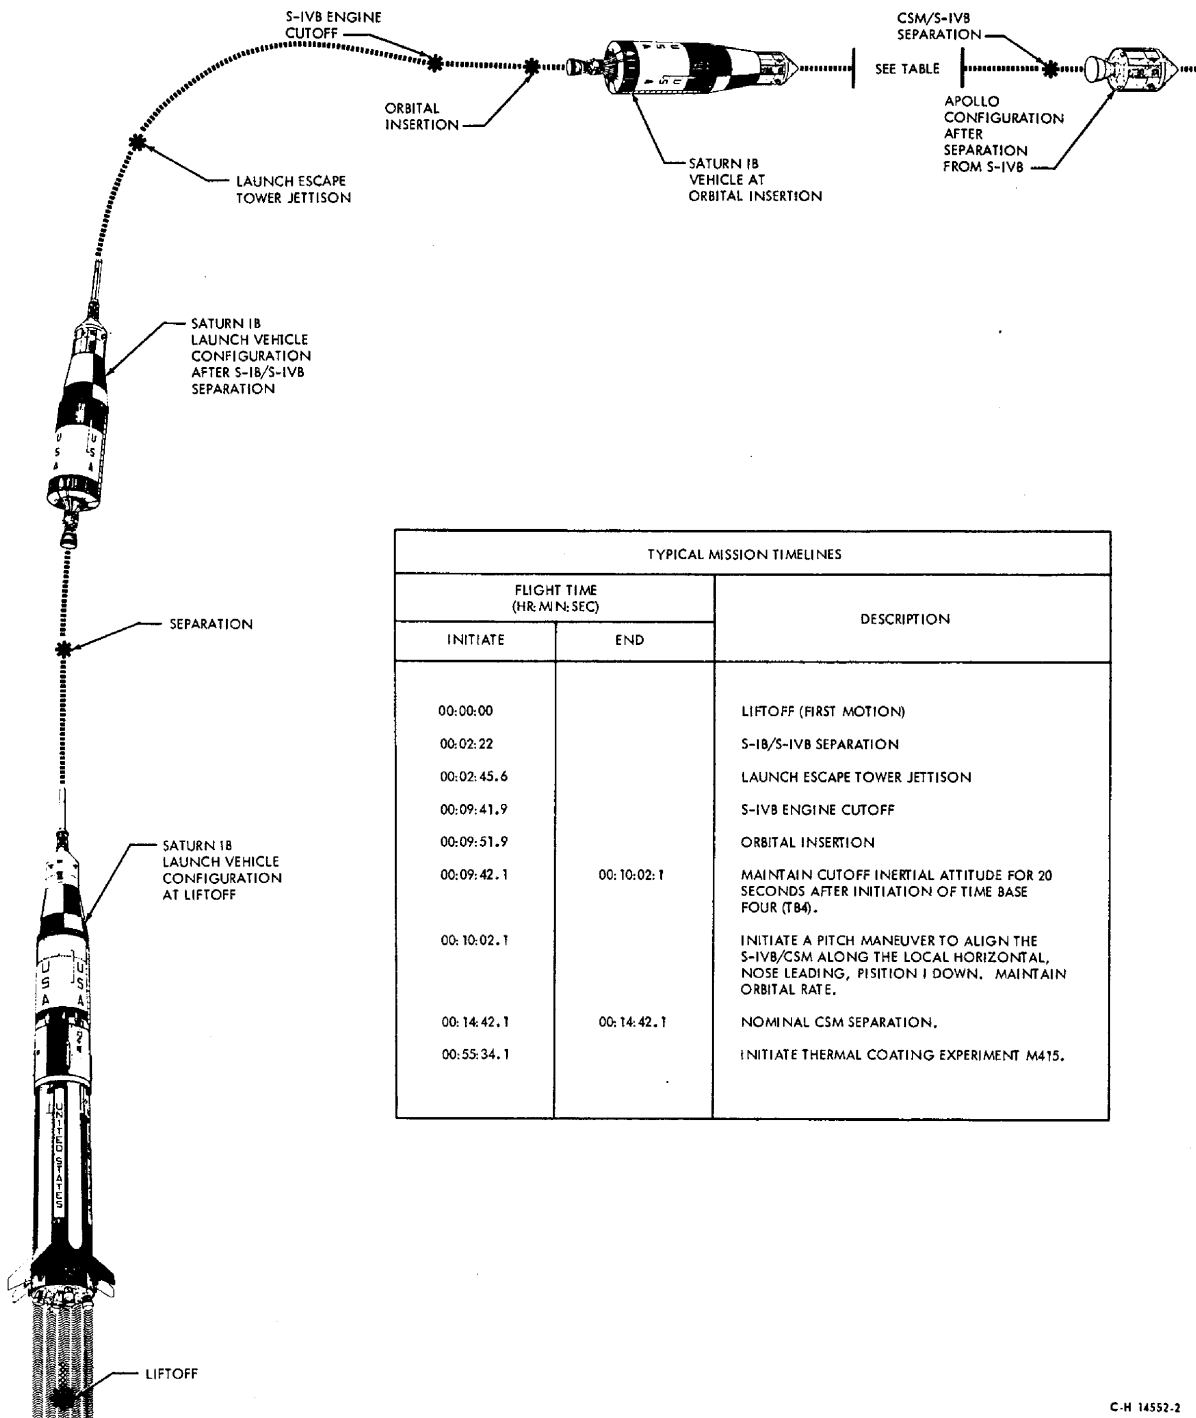 S-IVB ENGINE
CUTOFF
CSM/S-IVB
SEPARATION
SEE TABLE
ORBITAL
INSERTION
APOLLO
CONFIGURATION
AFTER
SEPARATION
FROM S-IVB
SATURN IB
VEHICLE AT
ORBITAL INSERTION
USA
USA
LAUNCH ESCAPE
TOWER JETTISON
SATURN IB
LAUNCH VEHICLE
CONFIGURATION
AFTER S-IB/S-IVB
SEPARATION
USA
USA
SEPARATION
SATURN IB
LAUNCH VEHICLE
CONFIGURATION
AT LIFTOFF
USA
USA
UNITED STATES
LIFTOFF
TYPICAL MISSION TIMELINES
FLIGHT TIME
(HR:MIN:SEC)
DESCRIPTION
INITIATE END
00:00:00 LIFTOFF (FIRST MOTION)
00:02:22 S-IB/S-IVB SEPARATION
00:02:45.6 LAUNCH ESCAPE TOWER JETTISON
00:09:41.9 S-IVB ENGINE CUTOFF
00:09:51.9 ORBITAL INSERTION
00:09:42.1 00:10:02:1 MAINTAIN CUTOFF INERTIAL ATTITUDE FOR 20
SECONDS AFTER INITIATION OF TIME BASE
FOUR (TB4).
00:10:02.1 INITIATE A PITCH MANEUVER TO ALIGN THE
S-IVB/CSM ALONG THE LOCAL HORIZONTAL,
NOSE LEADING, PISITION I DOWN. MAINTAIN
ORBITAL RATE.
00:14:42.1 00:14:42.1 NOMINAL CSM SEPARATION.
00:55:34.1 INITIATE THERMAL COATING EXPERIMENT M415.
C-H 14552-2